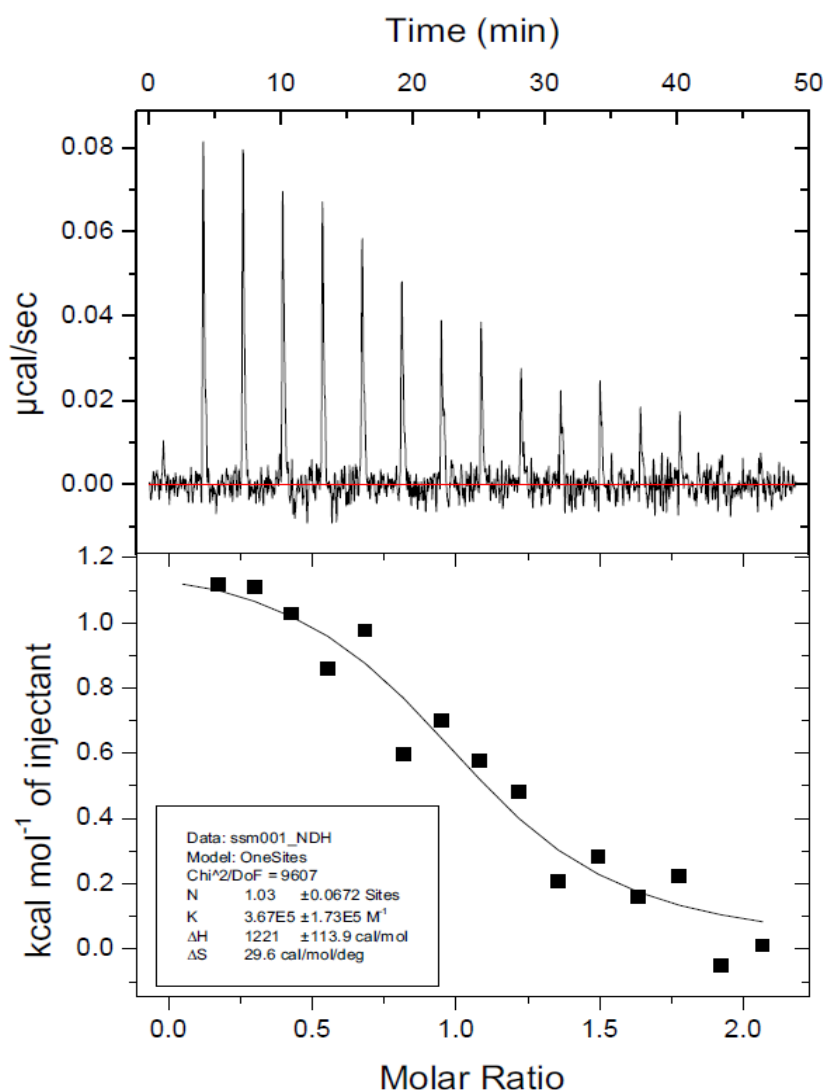 Time (min)
0 10 20 30 40 50
0.08
0.06
0.04
0.02
0.00
µcal/sec
1.2
1.0
0.8
0.6
0.4
0.2
0.0
kcal mol⁻¹ of injectant
Data: ssm001_NDH
Model: OneSites
Chi^2/DoF = 9607
N 1.03 ±0.0672 Sites
K 3.67E5 ±1.73E5 M⁻¹
ΔH 1221 ±113.9 cal/mol
ΔS 29.6 cal/mol/deg
0.0 0.5 1.0 1.5 2.0
Molar Ratio